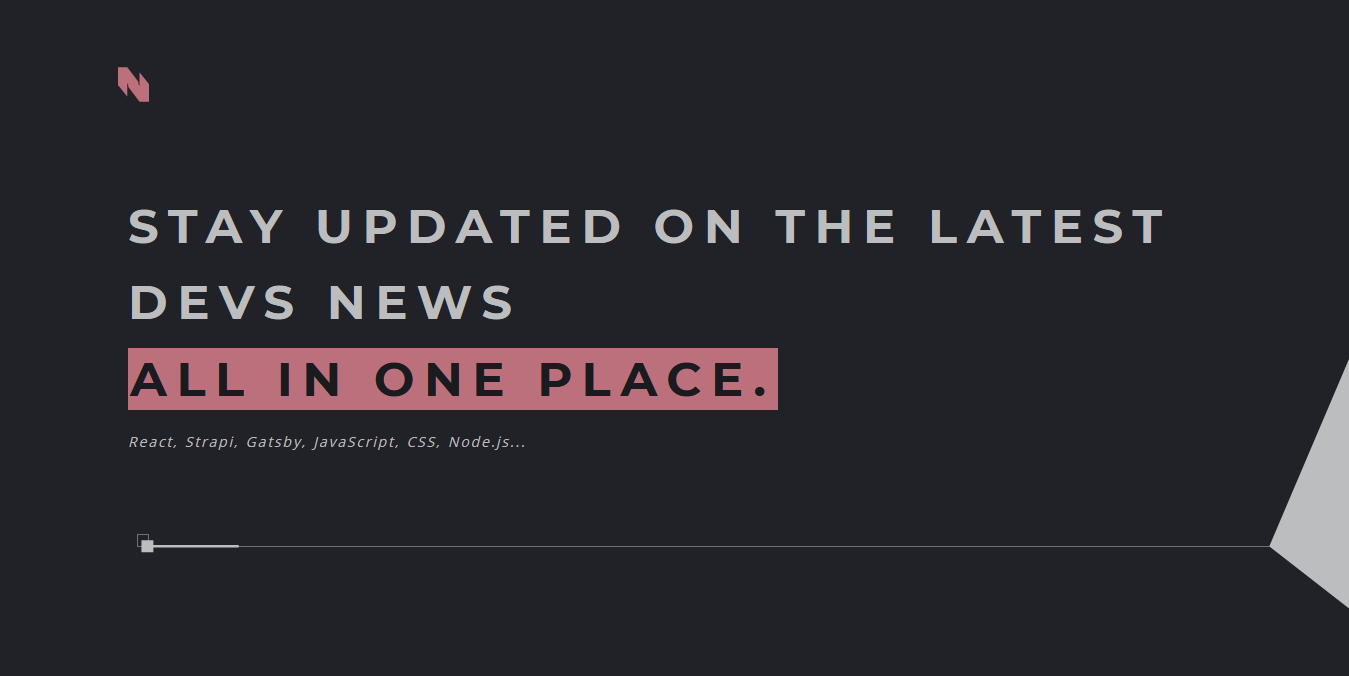 STAY UPDATED ON THE LATEST
DEVS NEWS
ALL IN ONE PLACE.
React, Strapi, Gatsby, JavaScript, CSS, Node.js...